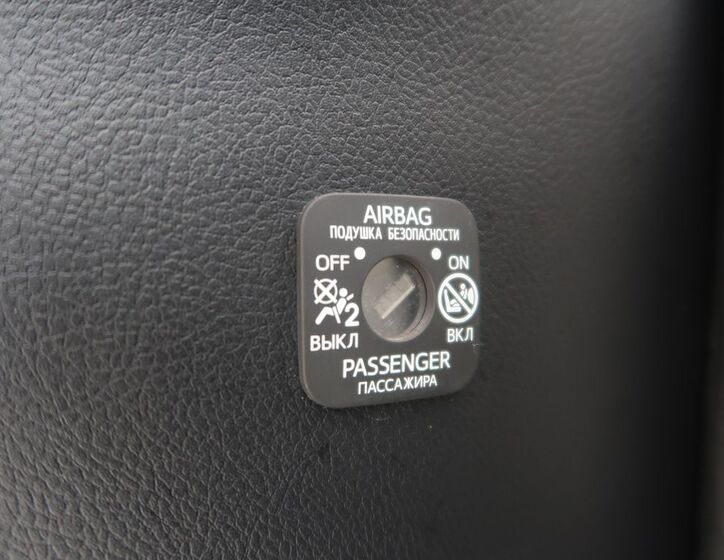 AIRBAG
ПОДУШКА БЕЗОПАСНОСТИ
OFF ON
2
ВЫКЛ ВКЛ
PASSENGER
ПАССАЖИРА